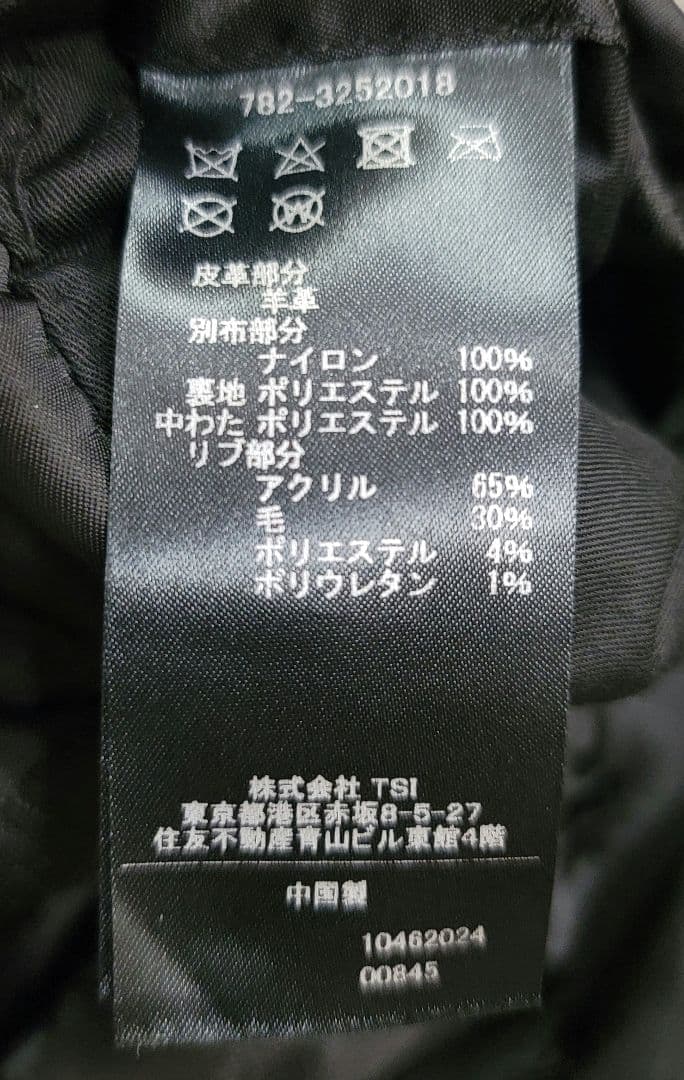 782-3252018
皮革部分
羊革
別布部分
ナイロン 100%
裏地 ポリエステル 100%
中わた ポリエステル 100%
リブ部分
アクリル 65%
毛 30%
ポリエステル 4%
ポリウレタン 1%
株式会社 TSI
東京都港区赤坂8-5-27
住友不動産青山ビル東館4階
中国製
10462024
00845